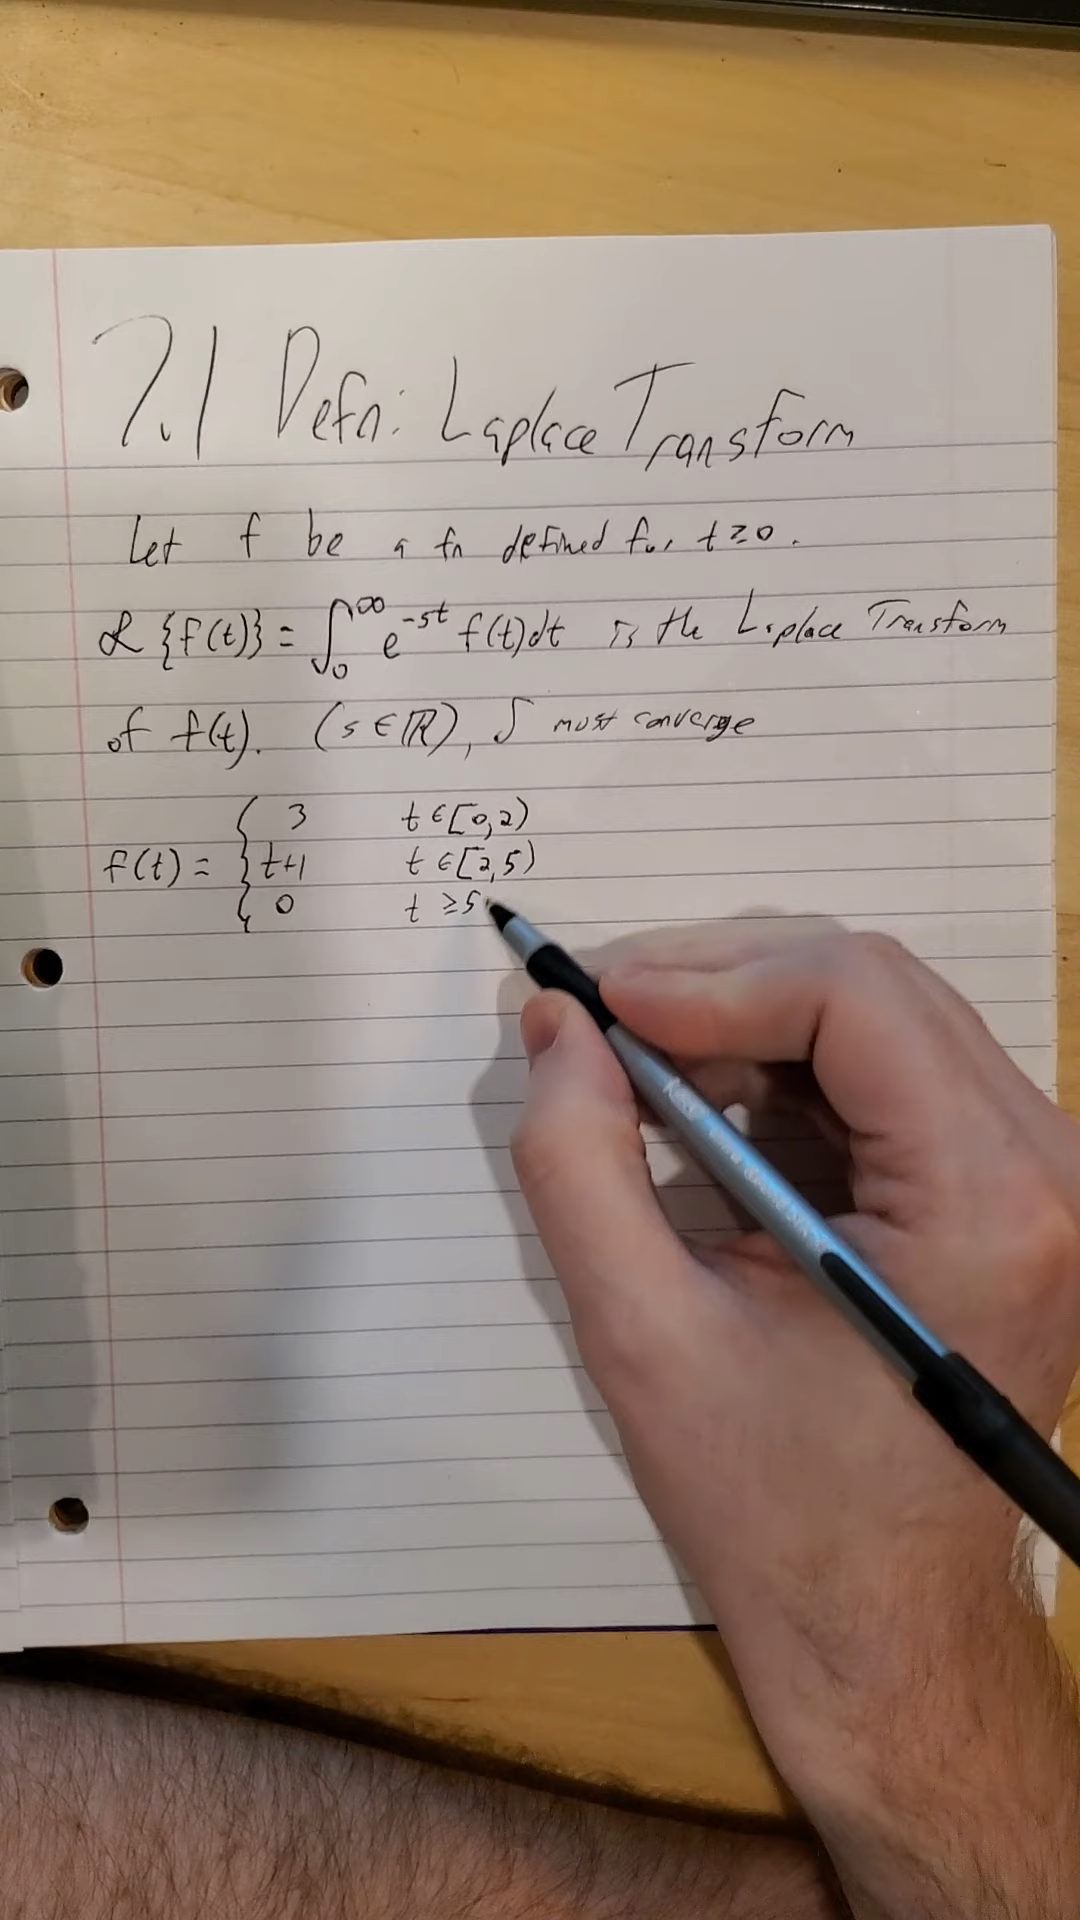 7.1 Defn: Laplace Transform
Let f be a fn defined for t ≥ 0.
ℒ {f(t)} = ∫₀^∞ e^{-st} f(t)dt is the Laplace Transform
of f(t). (s ∈ ℝ), ∫ must converge
f(t) = { 3 t ∈ [0,2)
t+1 t ∈ [2,5)
0 t ≥ 5